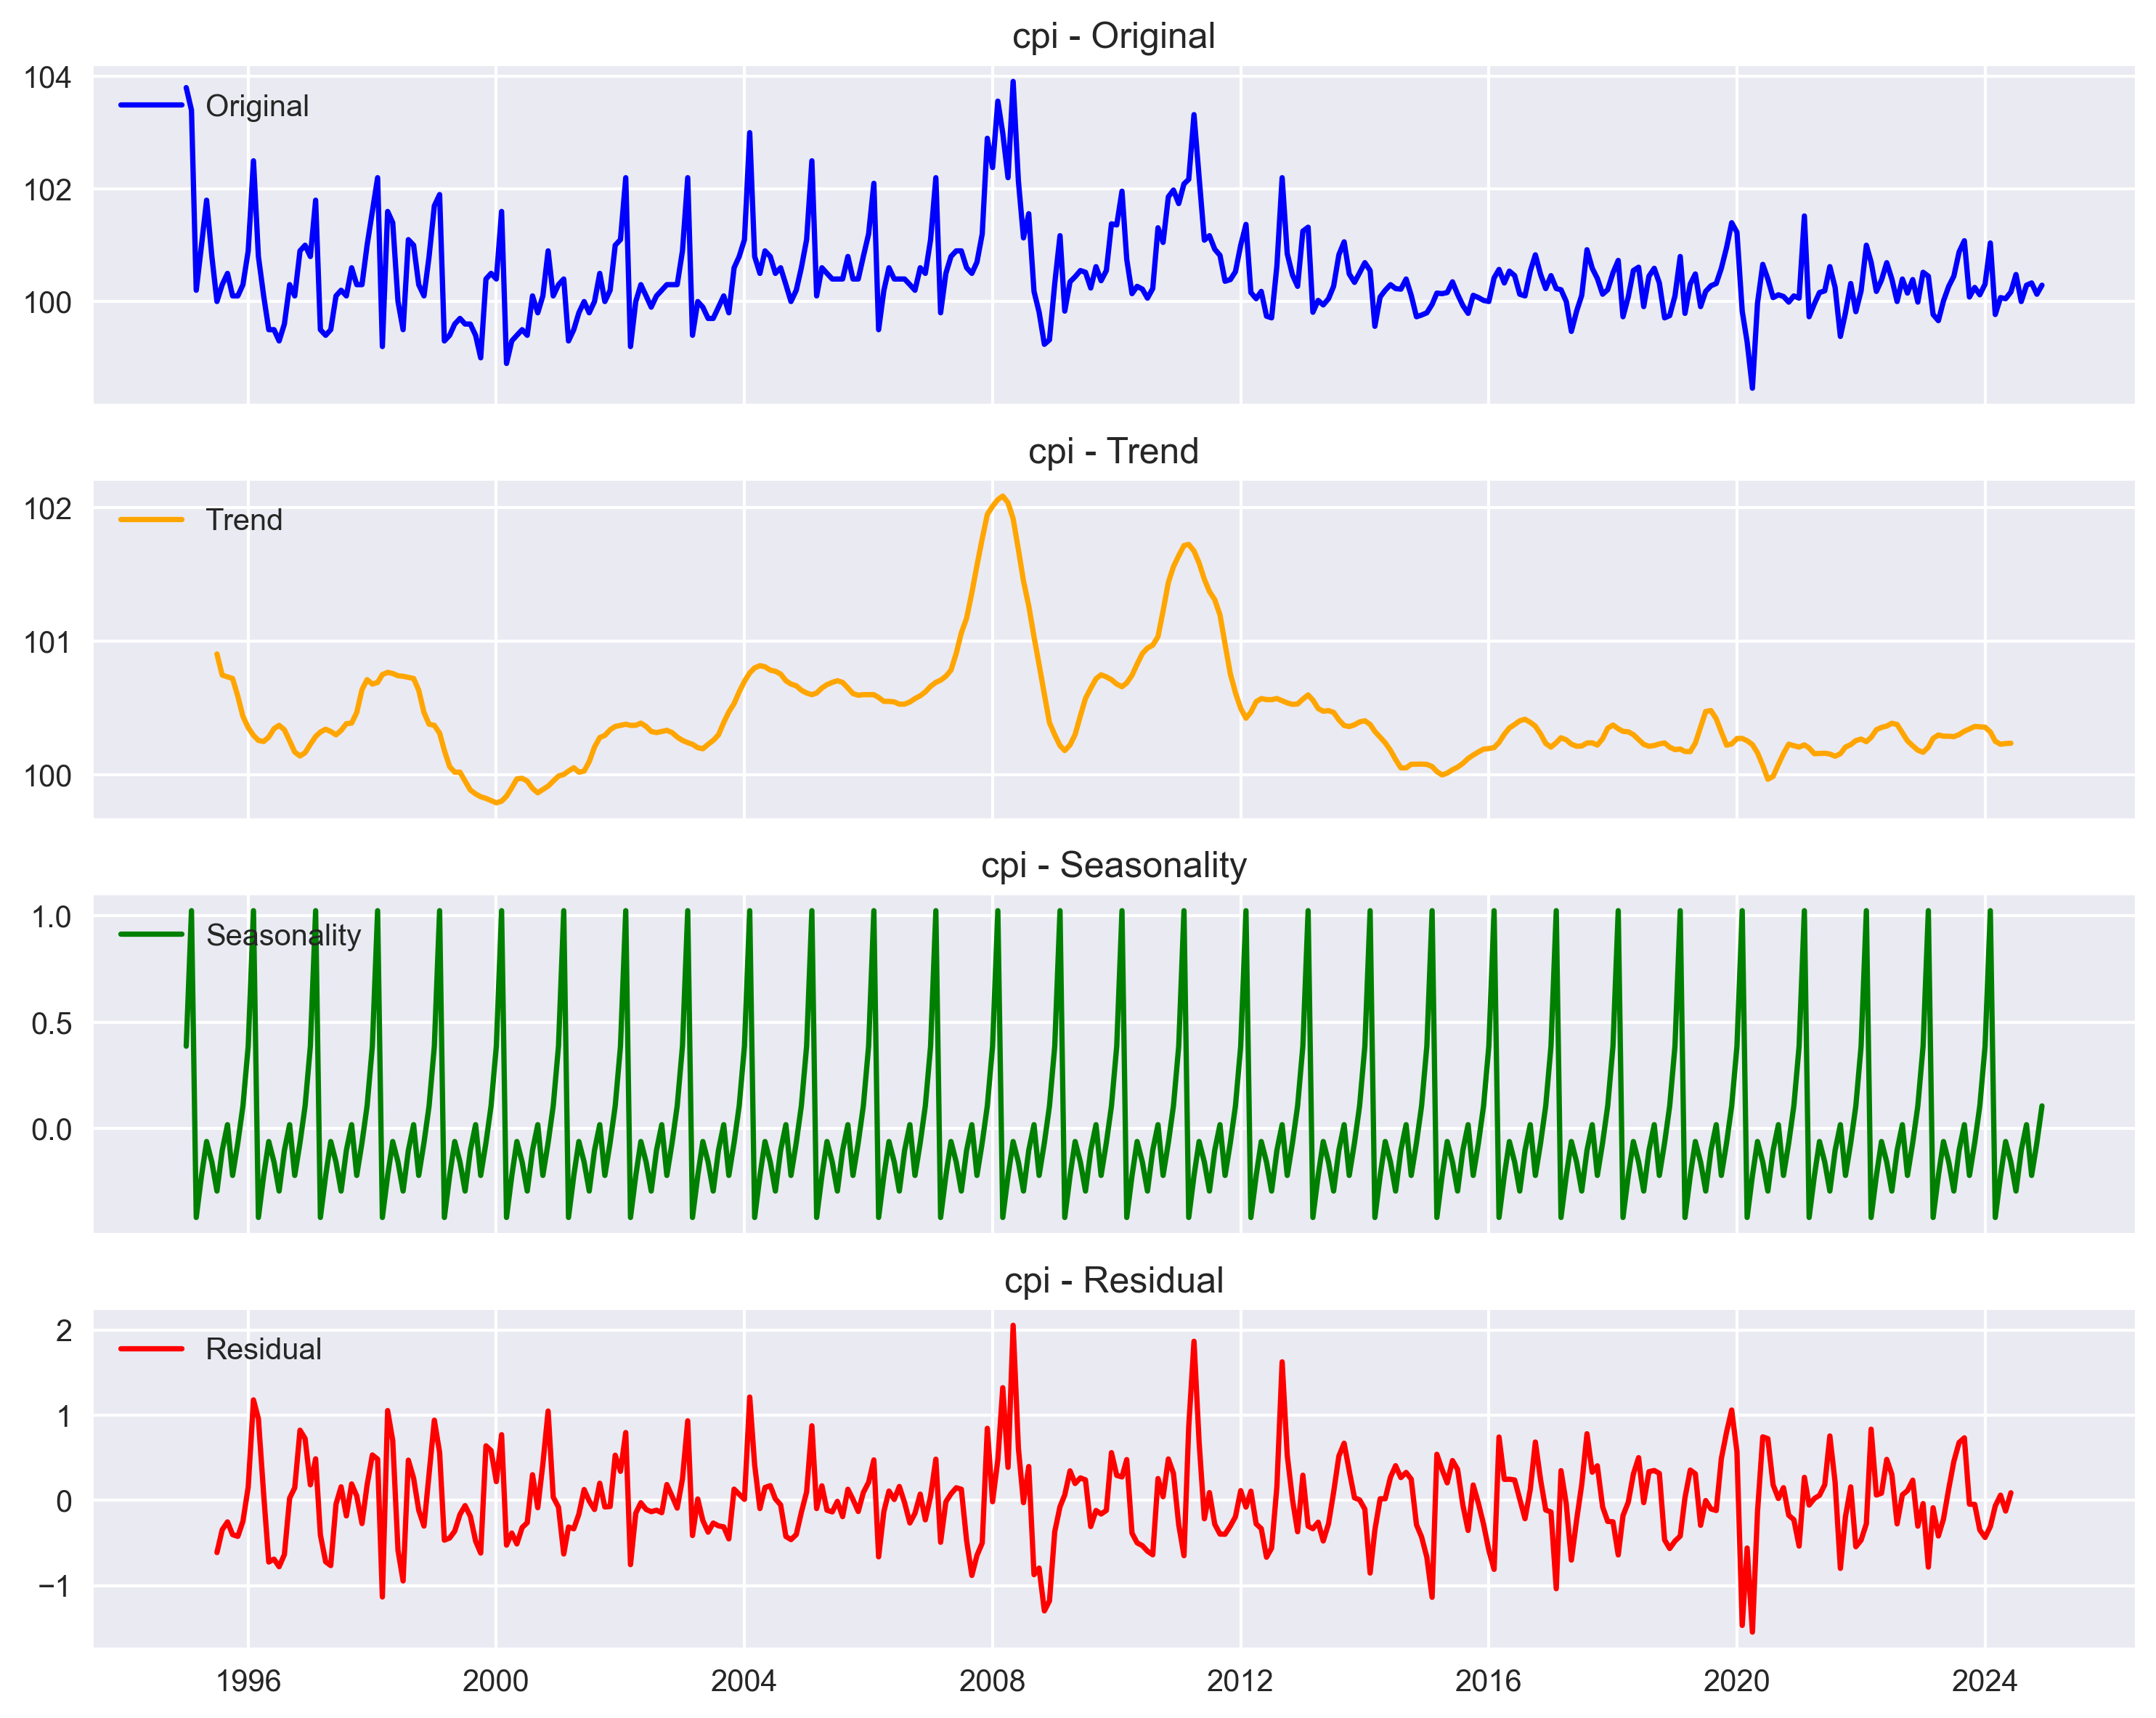 cpi - Original
104
102
100
Original
cpi - Trend
102
101
100
Trend
cpi - Seasonality
1.0
0.5
0.0
Seasonality
cpi - Residual
2
1
0
−1
Residual
1996 2000 2004 2008 2012 2016 2020 2024